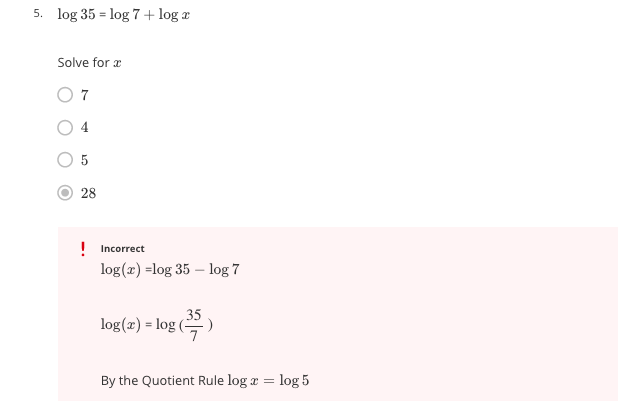 5. log 35 = log 7 + log x
Solve for x
7
4
5
28
! Incorrect
log(x) =log 35 − log 7
log(x) = log (35/7)
By the Quotient Rule log x = log 5